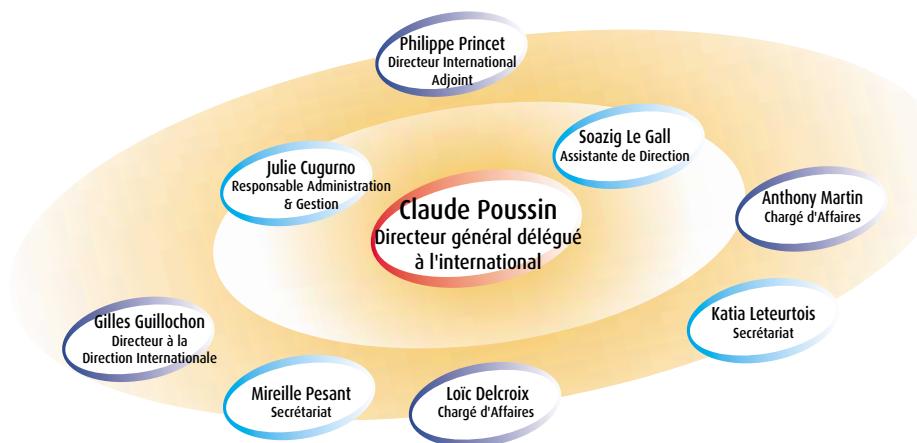 Philippe Princet
Directeur International
Adjoint
Soazig Le Gall
Assistante de Direction
Julie Cugurno
Responsable Administration
& Gestion
Anthony Martin
Chargé d'Affaires
Claude Poussin
Directeur général délégué
à l'international
Gilles Guillochon
Directeur à la
Direction Internationale
Katia Leteurtois
Secrétariat
Mireille Pesant
Secrétariat
Loïc Delcroix
Chargé d'Affaires